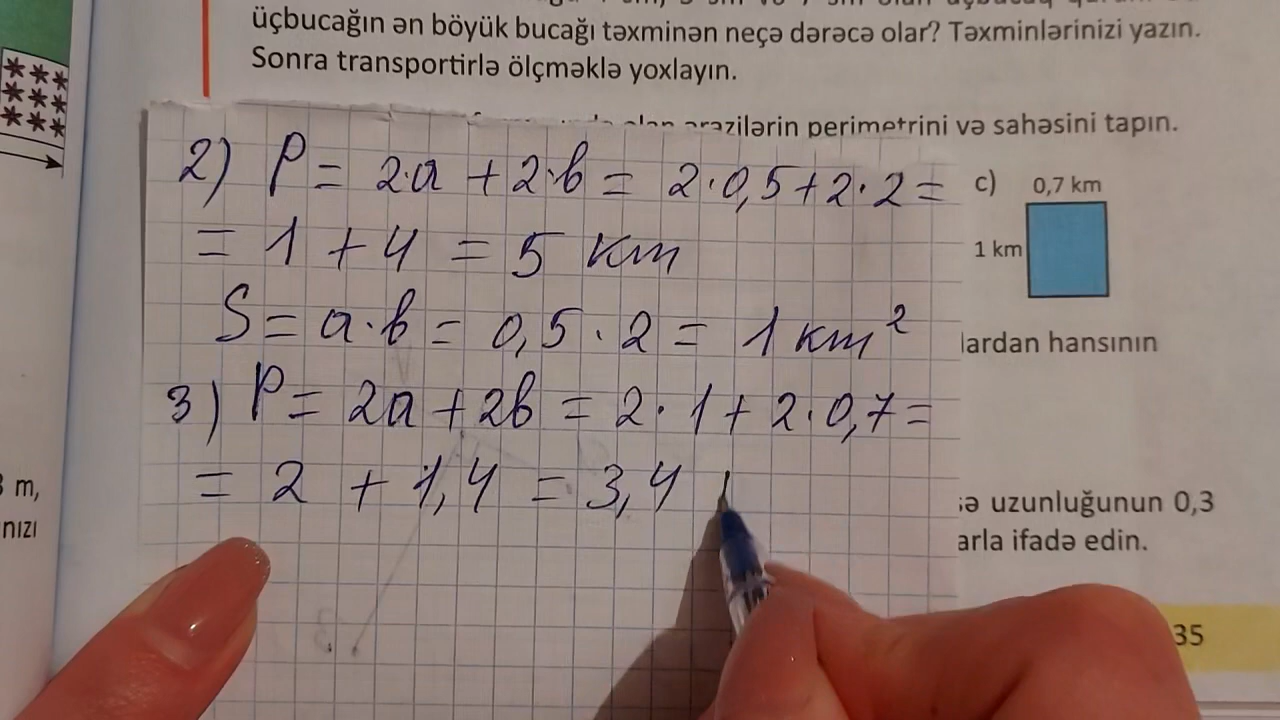 üçbucağın ən böyük bucağı təxminən neçə dərəcə olar? Təxminlərinizi yazın.
Sonra transportirlə ölçməklə yoxlayın.
arazilərin perimetrini və sahəsini tapın.
2) P = 2·a + 2·b = 2·0,5 + 2·2 =
= 1 + 4 = 5 km
S = a·b = 0,5 · 2 = 1 km²
3) P = 2a + 2b = 2·1 + 2·0,7 =
= 2 + 1,4 = 3,4
c) 0,7 km
1 km
lardan hansının
sə uzunluğunun 0,3
arla ifadə edin.
35
3 m,
nızı